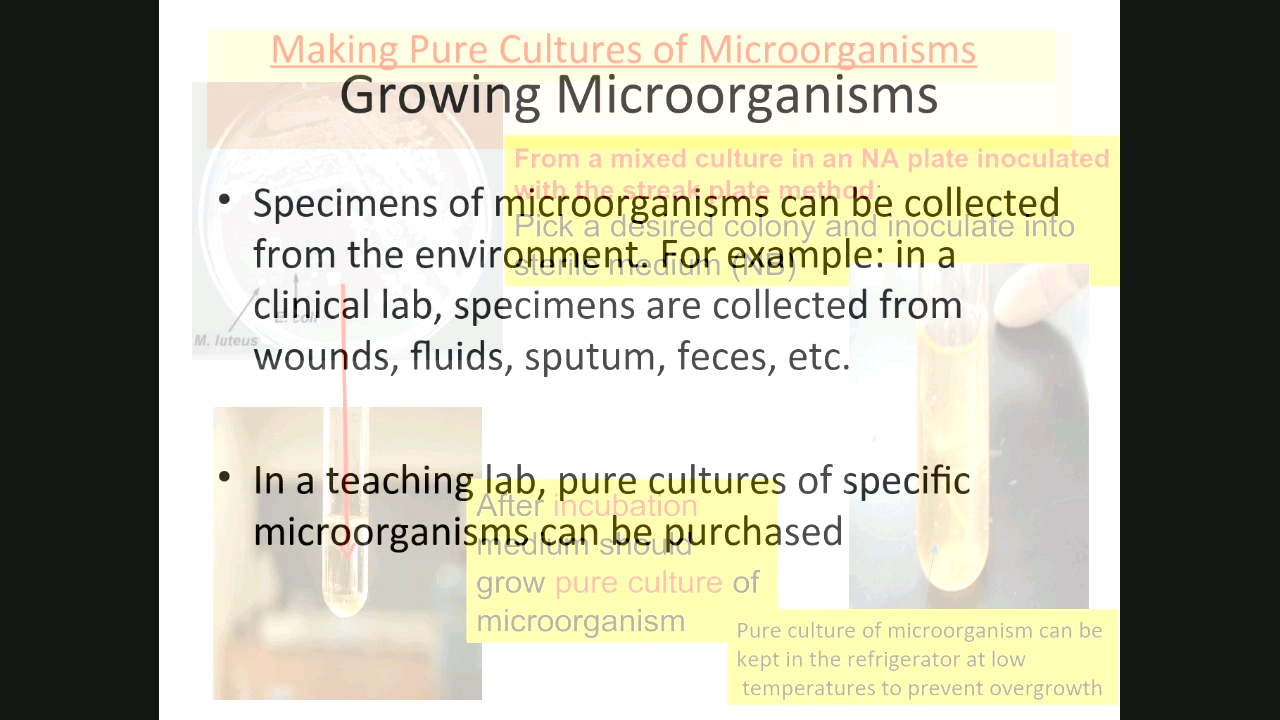 Making Pure Cultures of Microorganisms
Growing Microorganisms
From a mixed culture in an NA plate inoculated
with the streak plate method:
Pick a desired colony and inoculate into
sterile medium (NB)
• Specimens of microorganisms can be collected
from the environment. For example: in a
clinical lab, specimens are collected from
wounds, fluids, sputum, feces, etc.
E. coli
M. luteus
• In a teaching lab, pure cultures of specific
microorganisms can be purchased
After incubation
medium should
grow pure culture of
microorganism
Pure culture of microorganism can be
kept in the refrigerator at low
temperatures to prevent overgrowth